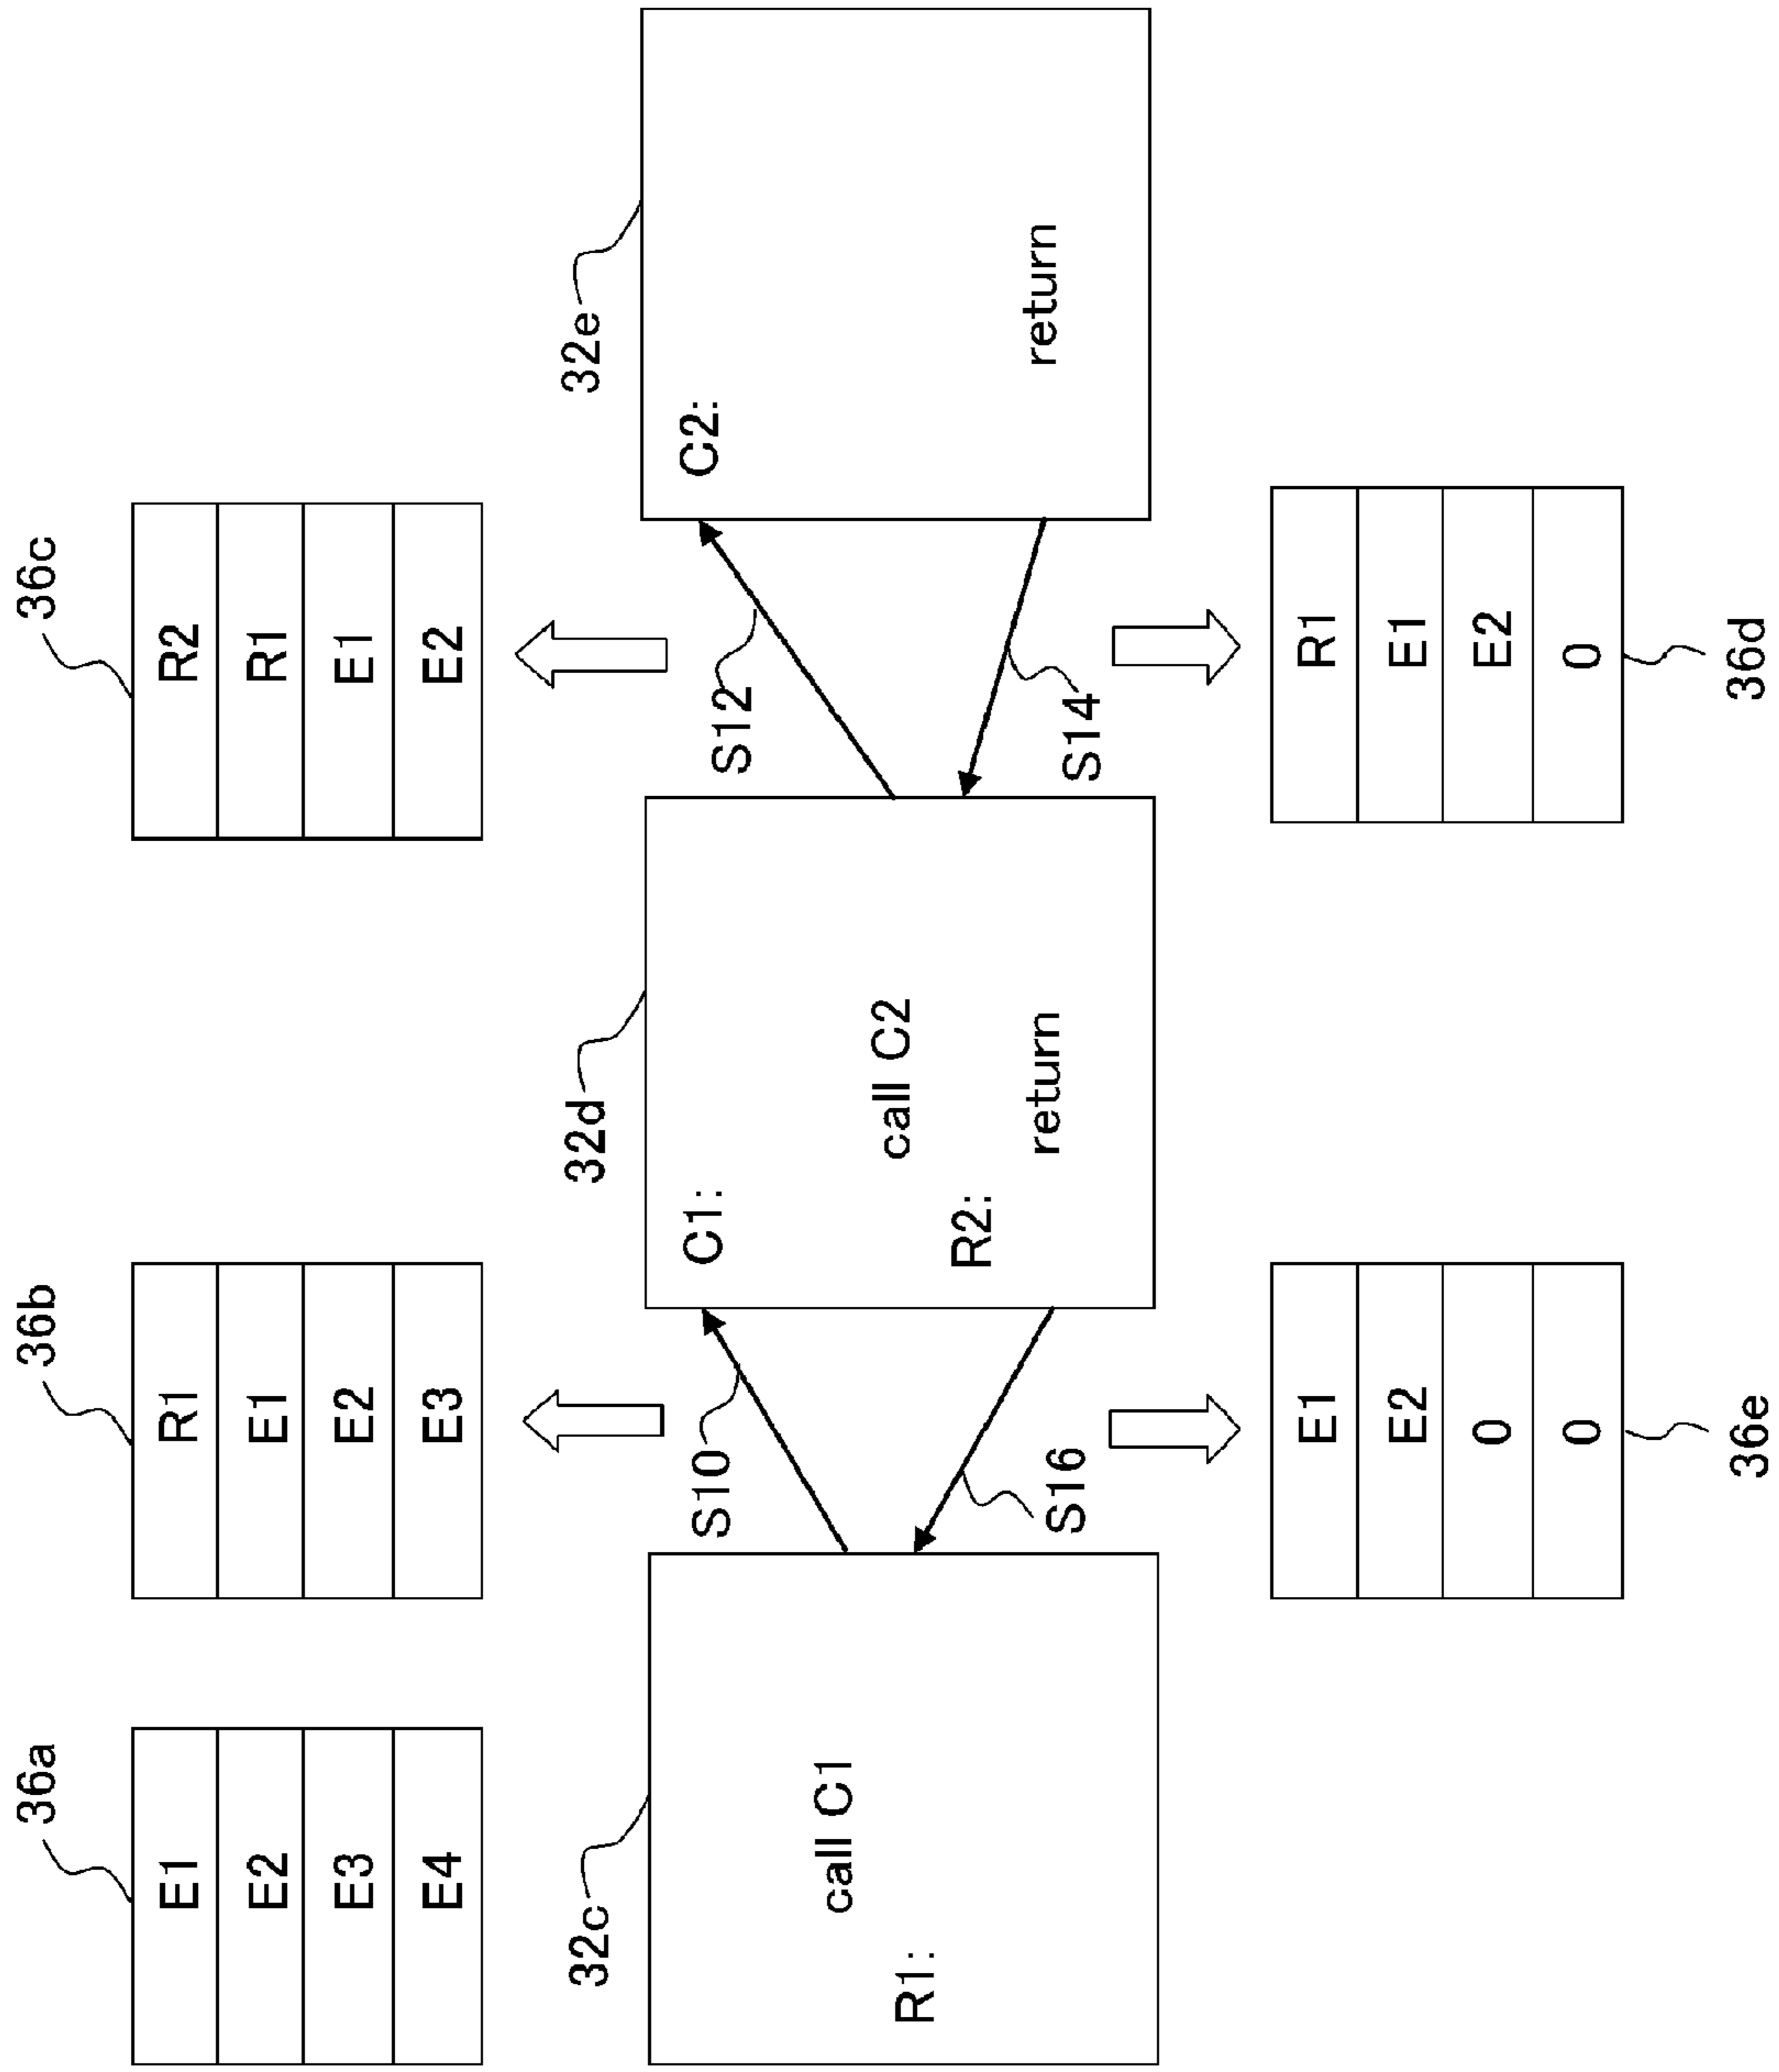 36a
E1
E2
E3
E4
36b
R1
E1
E2
E3
36c
R2
R1
E1
E2
32c
call C1
R1:
S10
S16
32d
C1:
call C2
R2:
return
S12
S14
32e
C2:
return
E1
E2
0
0
36e
R1
E1
E2
0
36d